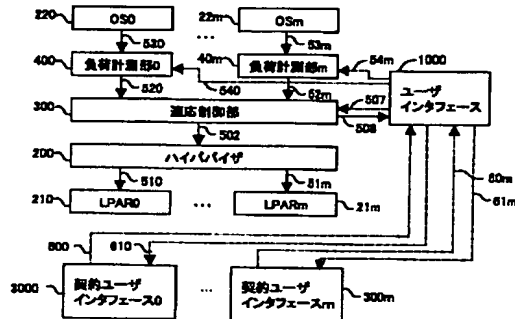 220
OS0
22m
OSm
530
...
53m
54m
1000
400
負荷計測部0
40m
負荷計測部m
ユーザ
インタフェース
520
540
52m
507
300
適応制御部
508
502
200
ハイパバイザ
510
51m
60m
61m
210
LPAR0
...
LPARm
21m
600
610
3000
契約ユーザ
インタフェース0
...
契約ユーザ
インタフェースm
300m